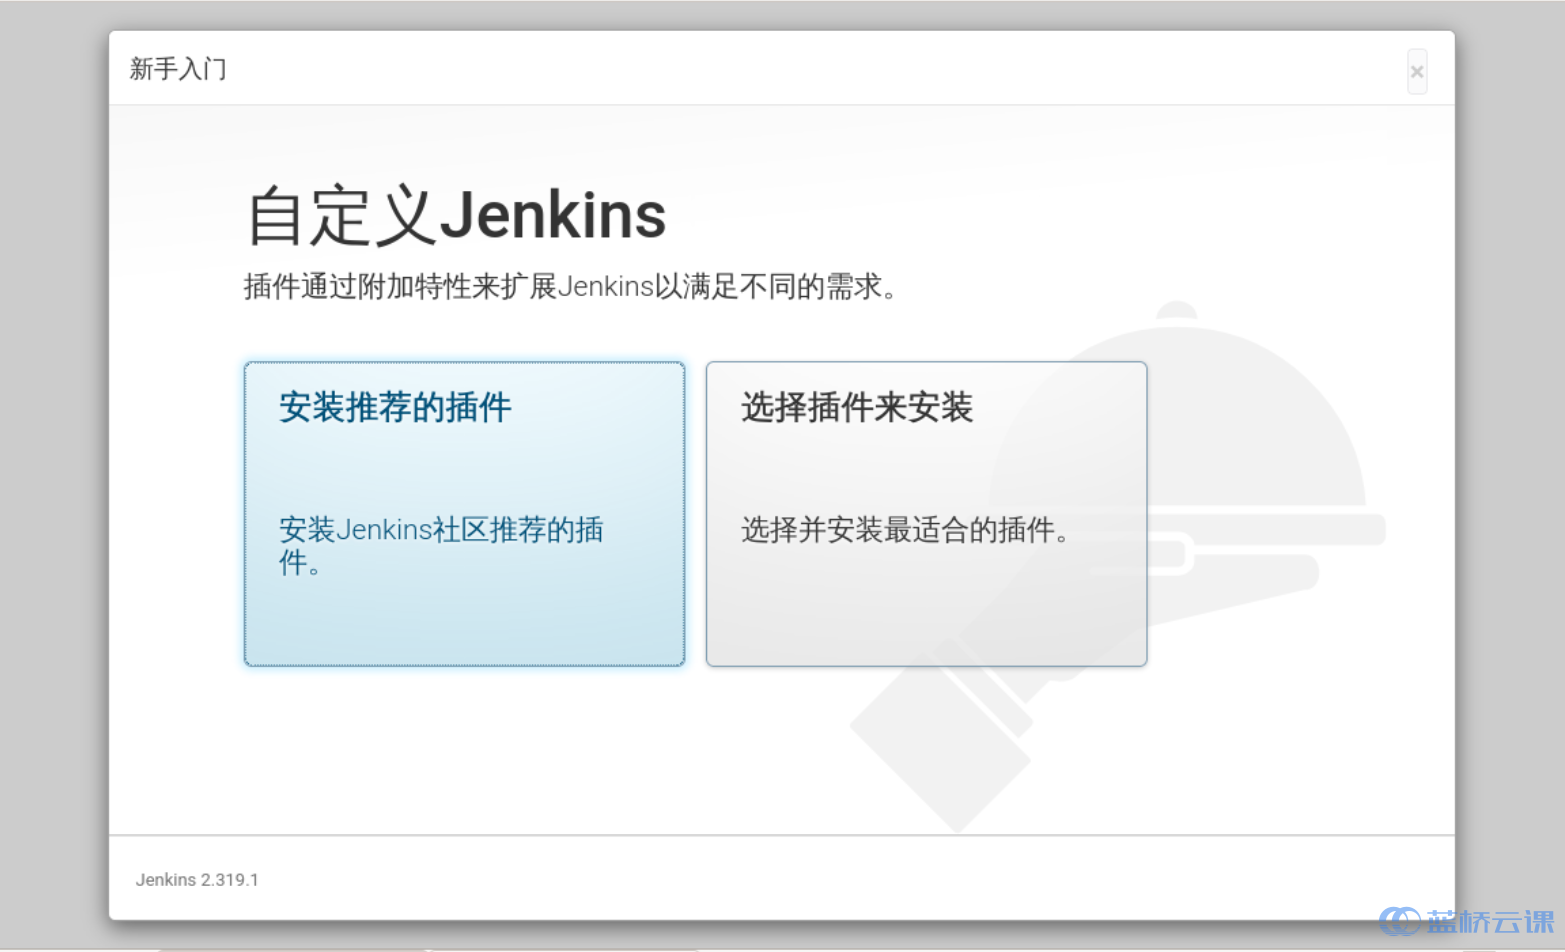 新手入门
×
自定义Jenkins
插件通过附加特性来扩展Jenkins以满足不同的需求。
安装推荐的插件
安装Jenkins社区推荐的插
件。
选择插件来安装
选择并安装最适合的插件。
Jenkins 2.319.1
蓝桥云课